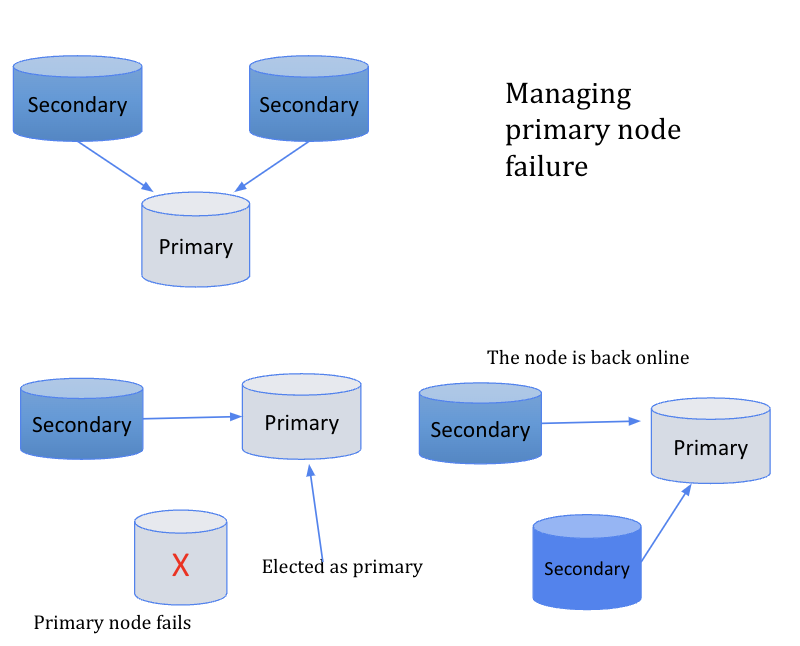 Secondary
Secondary
Managing
primary node
failure
Primary
The node is back online
Secondary
Primary
Secondary
Primary
X
Elected as primary
Secondary
Primary node fails